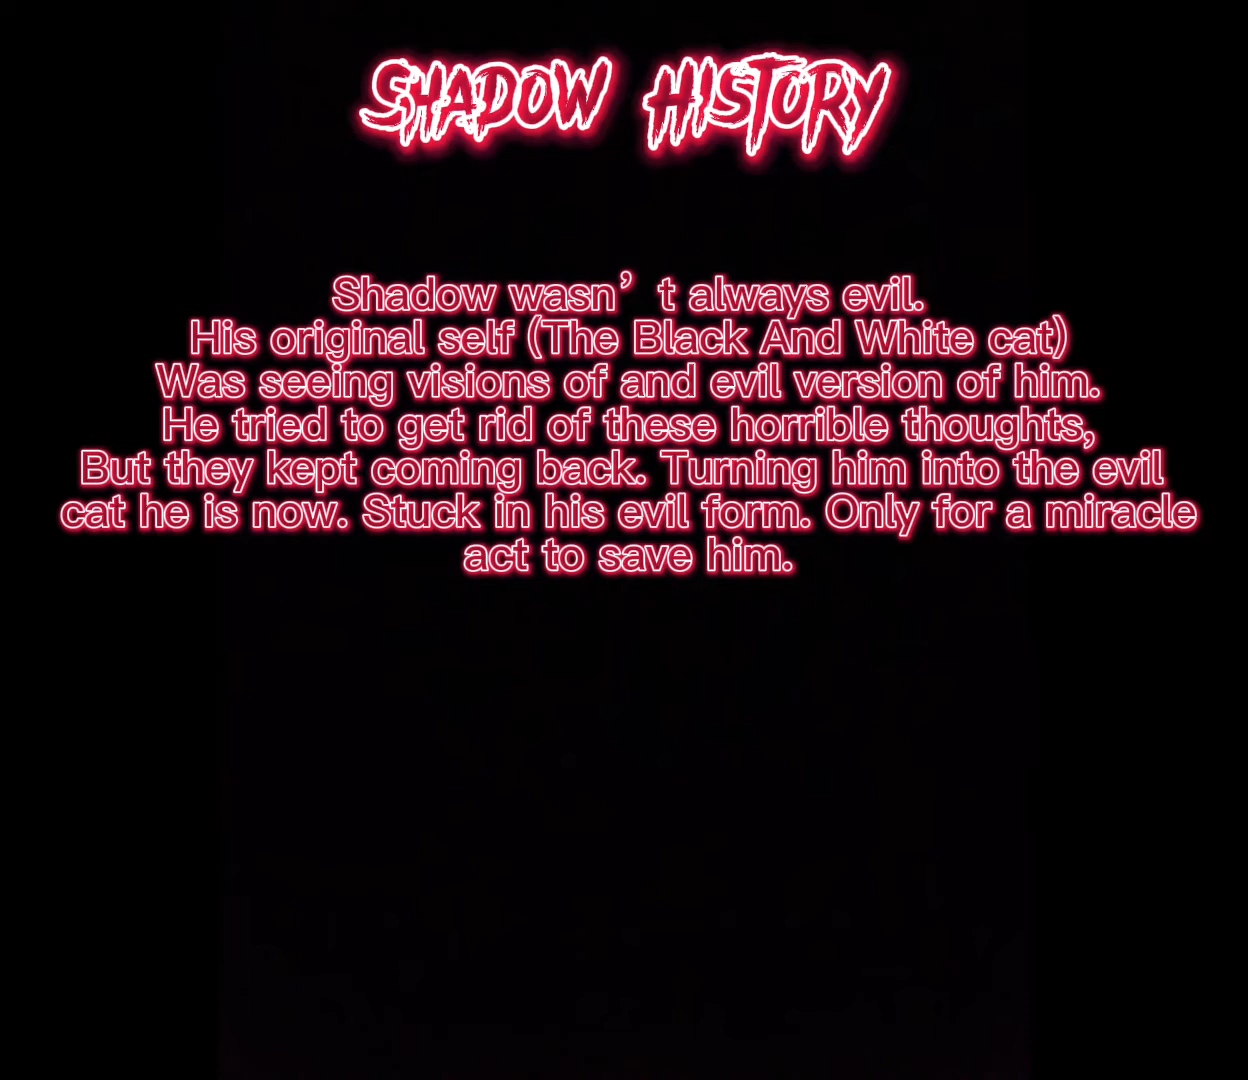 SHADOW HISTORY
Shadow wasn’t always evil.
His original self (The Black And White cat)
Was seeing visions of and evil version of him.
He tried to get rid of these horrible thoughts,
But they kept coming back. Turning him into the evil
cat he is now. Stuck in his evil form. Only for a miracle
act to save him.